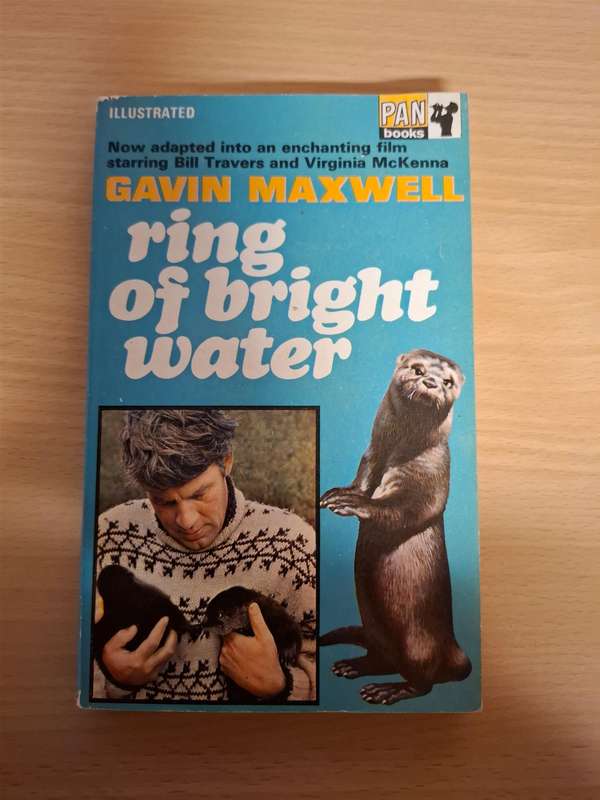 ILLUSTRATED
PAN
books
Now adapted into an enchanting film
starring Bill Travers and Virginia McKenna
GAVIN MAXWELL
ring
of bright
water